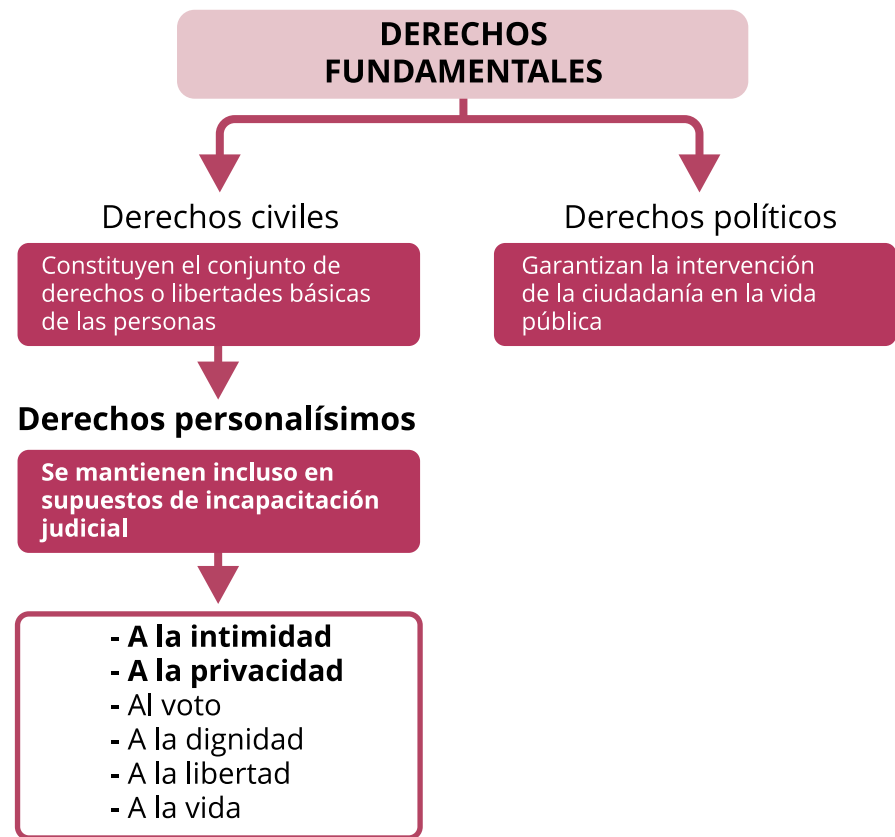 DERECHOS
FUNDAMENTALES
Derechos civiles
Constituyen el conjunto de
derechos o libertades básicas
de las personas
Derechos políticos
Garantizan la intervención
de la ciudadanía en la vida
pública
Derechos personalísimos
Se mantienen incluso en
supuestos de incapacitación
judicial
- A la intimidad
- A la privacidad
- Al voto
- A la dignidad
- A la libertad
- A la vida